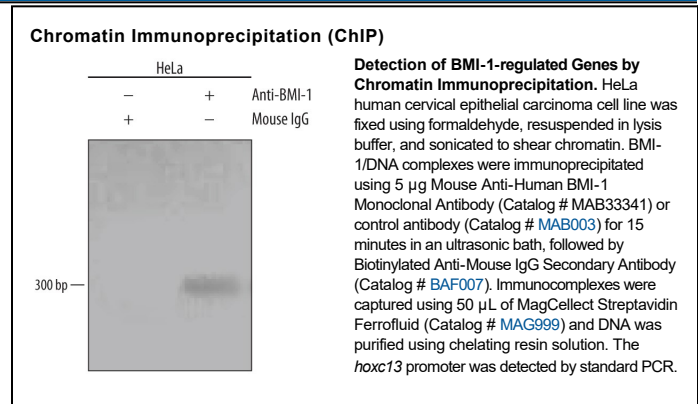 Chromatin Immunoprecipitation (ChIP)
HeLa
− + Anti-BMI-1
+ − Mouse IgG
300 bp
Detection of BMI-1-regulated Genes by
Chromatin Immunoprecipitation. HeLa
human cervical epithelial carcinoma cell line was
fixed using formaldehyde, resuspended in lysis
buffer, and sonicated to shear chromatin. BMI-
1/DNA complexes were immunoprecipitated
using 5 µg Mouse Anti-Human BMI-1
Monoclonal Antibody (Catalog # MAB33341) or
control antibody (Catalog # MAB003) for 15
minutes in an ultrasonic bath, followed by
Biotinylated Anti-Mouse IgG Secondary Antibody
(Catalog # BAF007). Immunocomplexes were
captured using 50 µL of MagCellect Streptavidin
Ferrofluid (Catalog # MAG999) and DNA was
purified using chelating resin solution. The
hoxc13 promoter was detected by standard PCR.